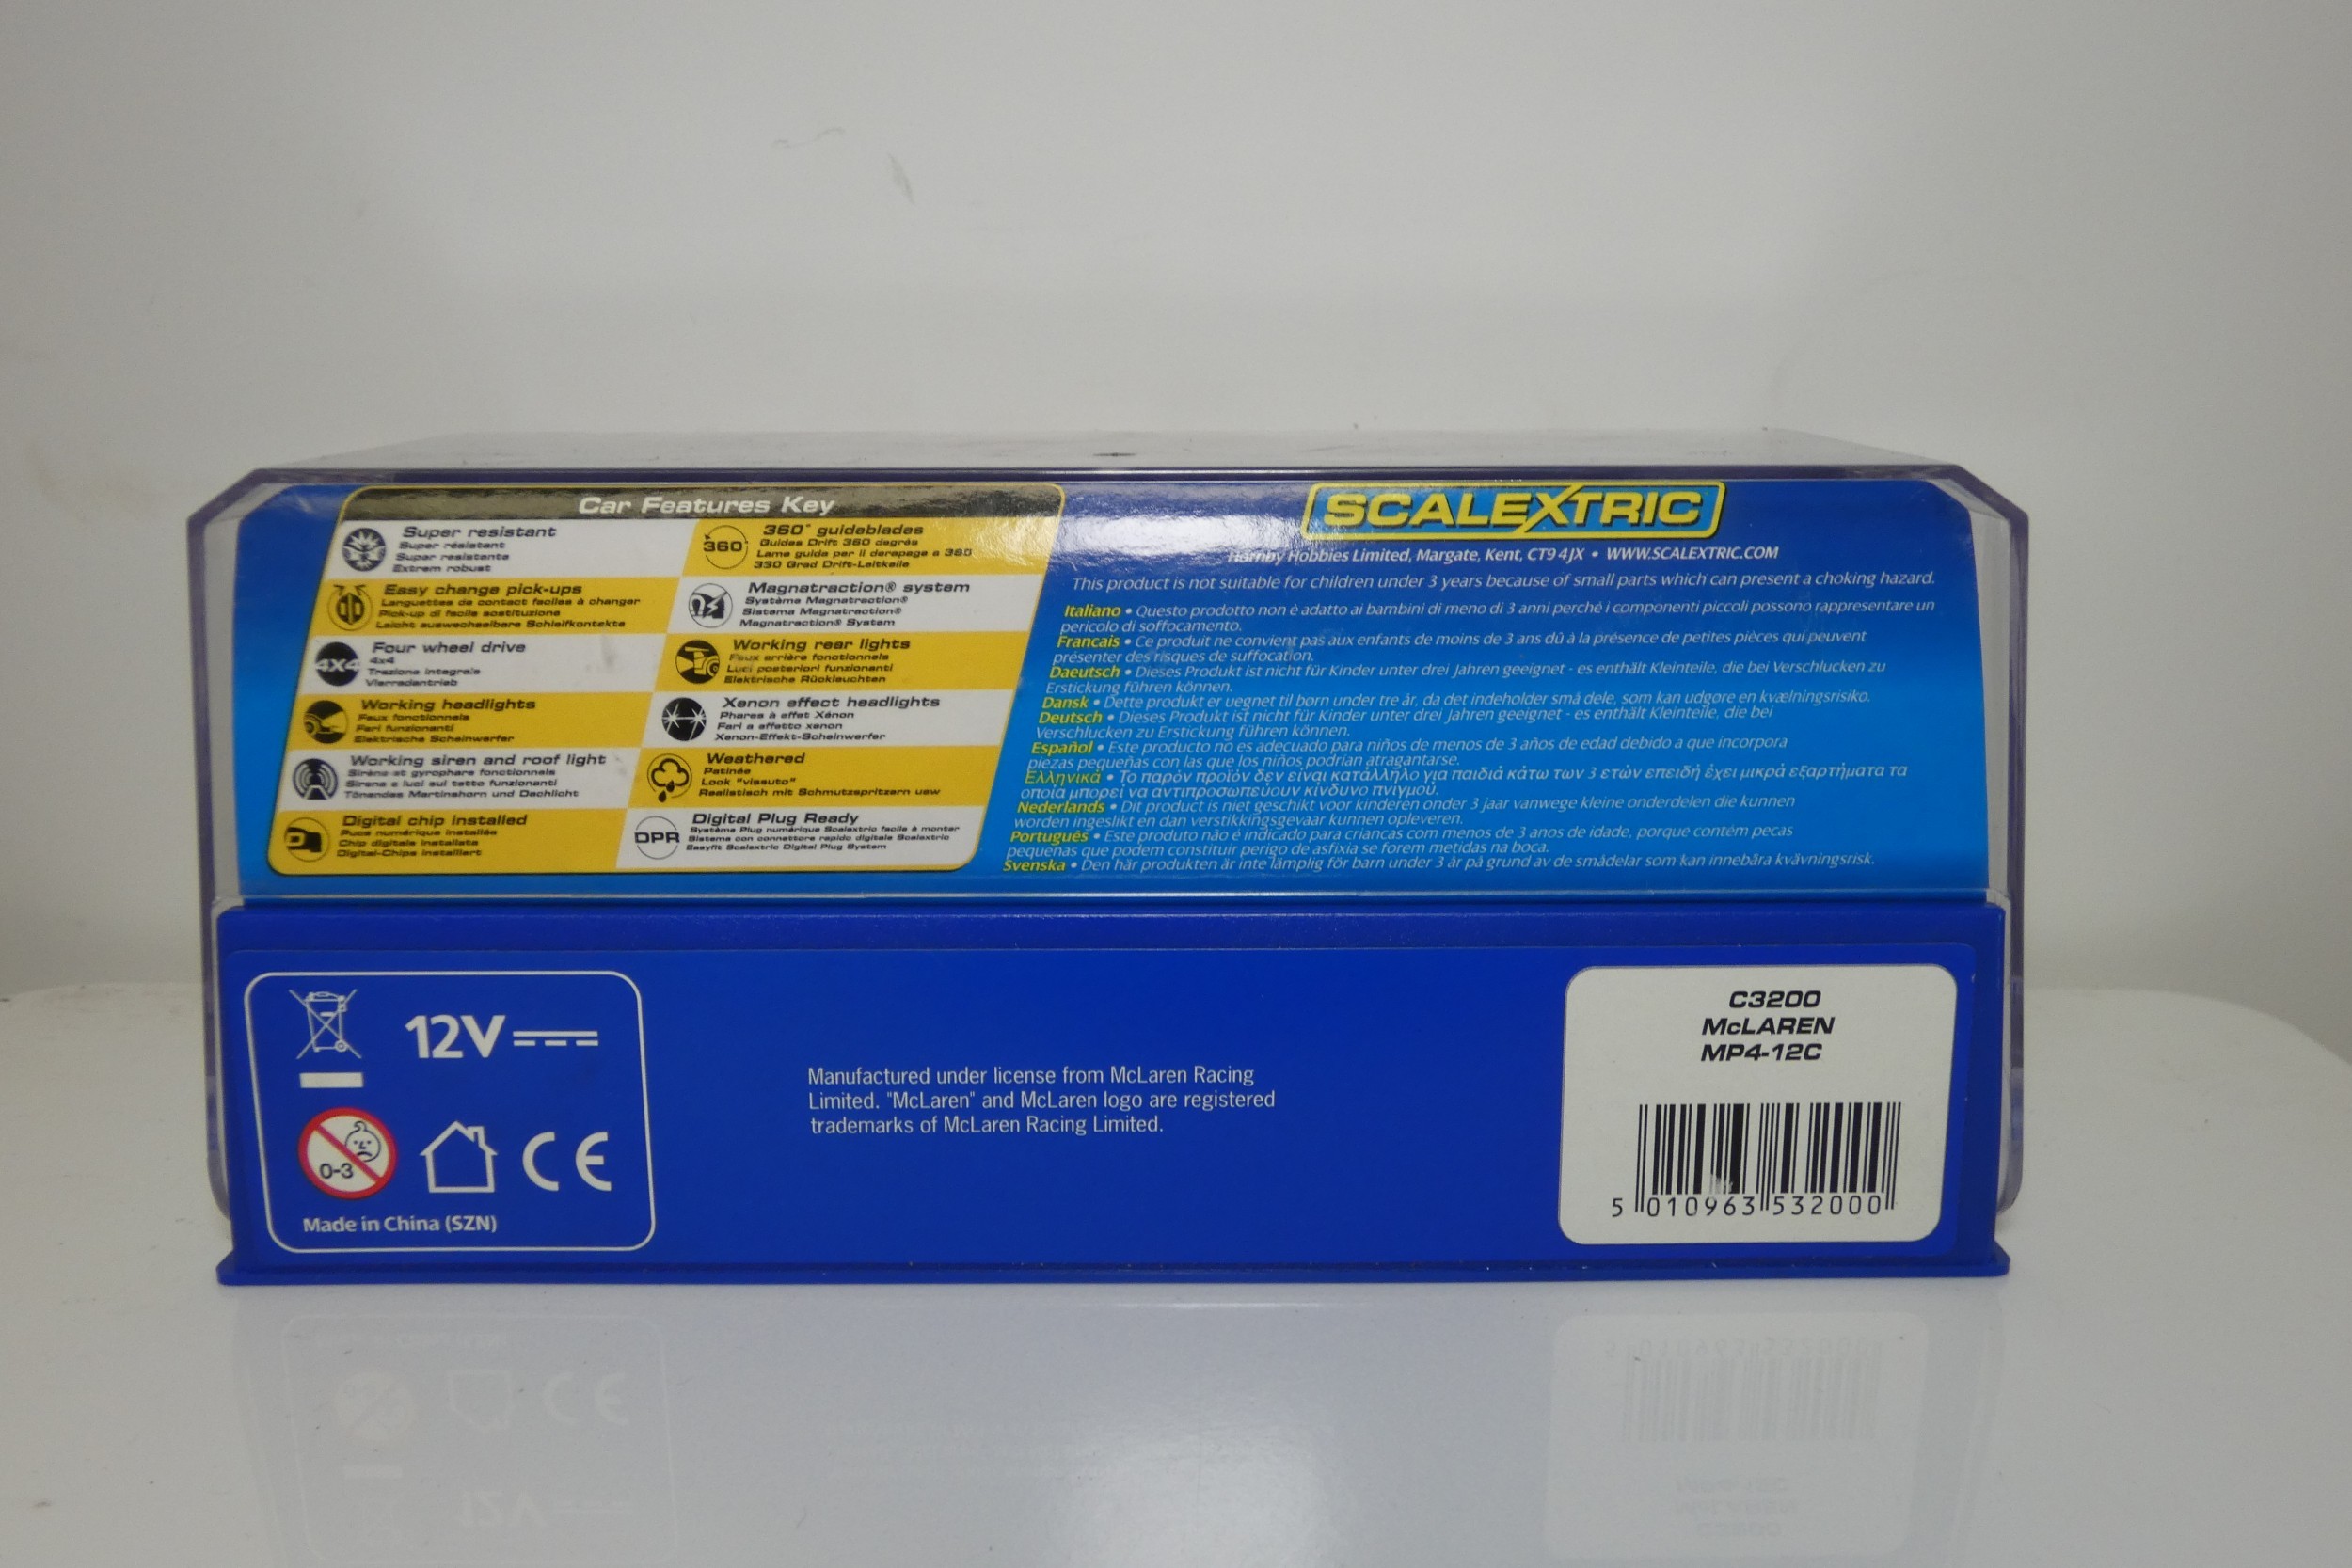 Car Features Key
Super resistant
Super résistant
Super resistente
Extrem robust
360° guideblades
Guides Drift 360 degrés
Lame guida per il derapage a 360
330 Grad Drift-Leitkeile
Easy change pick-ups
Languettes de contact faciles à changer
Pick-up di facile sostituzione
Leicht auswechselbare Schleifkontakte
Magnatraction® system
Système Magnatraction®
Sistema Magnatraction®
Magnatraction® System
4X4
Four wheel drive
4x4
Trazione integrale
Vierradantrieb
Working rear lights
Feux arrière fonctionnels
Luci posteriori funzionanti
Elektrische Rückleuchten
Working headlights
Feux fonctionnels
Fari funzionanti
Elektrische Scheinwerfer
Xenon effect headlights
Phares à effet Xénon
Fari a effetto xenon
Xenon-Effekt-Scheinwerfer
Working siren and roof light
Sirène et gyrophare fonctionnels
Sirena e luci sul tetto funzionanti
Tönendes Martinshorn und Dachlicht
Weathered
Patinée
Look "vissuto"
Realistisch mit Schmutzspritzern usw
Digital chip installed
Puce numérique installée
Chip digitale installata
Digital-Chips installiert
DPR
Digital Plug Ready
Système Plug numérique Scalextric facile à monter
Sistema con connettore rapido digitale Scalextric
Easyfit Scalextric Digital Plug System
360
SCALEXTRIC
Hornby Hobbies Limited, Margate, Kent, CT9 4JX • WWW.SCALEXTRIC.COM
This product is not suitable for children under 3 years because of small parts which can present a choking hazard.
Italiano • Questo prodotto non è adatto ai bambini di meno di 3 anni perché i componenti piccoli possono rappresentare un
pericolo di soffocamento.
Francais • Ce produit ne convient pas aux enfants de moins de 3 ans dû à la présence de petites pièces qui peuvent
présenter des risques de suffocation.
Daeutsch • Dieses Produkt ist nicht für Kinder unter drei Jahren geeignet - es enthält Kleinteile, die bei Verschlucken zu
Erstickung führen können.
Dansk • Dette produkt er uegnet til børn under tre år, da det indeholder små dele, som kan udgøre en kvælningsrisiko.
Deutsch • Dieses Produkt ist nicht für Kinder unter drei Jahren geeignet - es enthält Kleinteile, die bei
Verschlucken zu Erstickung führen können.
Español • Este producto no es adecuado para niños de menos de 3 años de edad debido a que incorpora
piezas pequeñas con las que los niños podrían atragantarse.
Ελληνικά • Το παρόν προϊόν δεν είναι κατάλληλο για παιδιά κάτω των 3 ετών επειδή έχει μικρά εξαρτήματα τα
οποία μπορεί να αντιπροσωπεύουν κίνδυνο πνιγμού.
Nederlands • Dit product is niet geschikt voor kinderen onder 3 jaar vanwege kleine onderdelen die kunnen
worden ingeslikt en dan verstikkingsgevaar kunnen opleveren.
Portugués • Este produto não é indicado para criancas com menos de 3 anos de idade, porque contém pecas
pequenas que podem constituir perigo de asfixia se forem metidas na boca.
Svenska • Den här produkten är inte lämplig för barn under 3 år på grund av de smådelar som kan innebära kvävningsrisk.
12V
0-3
CE
Made in China (SZN)
Manufactured under license from McLaren Racing
Limited. "McLaren" and McLaren logo are registered
trademarks of McLaren Racing Limited.
C3200
McLAREN
MP4-12C
5 010963 532000